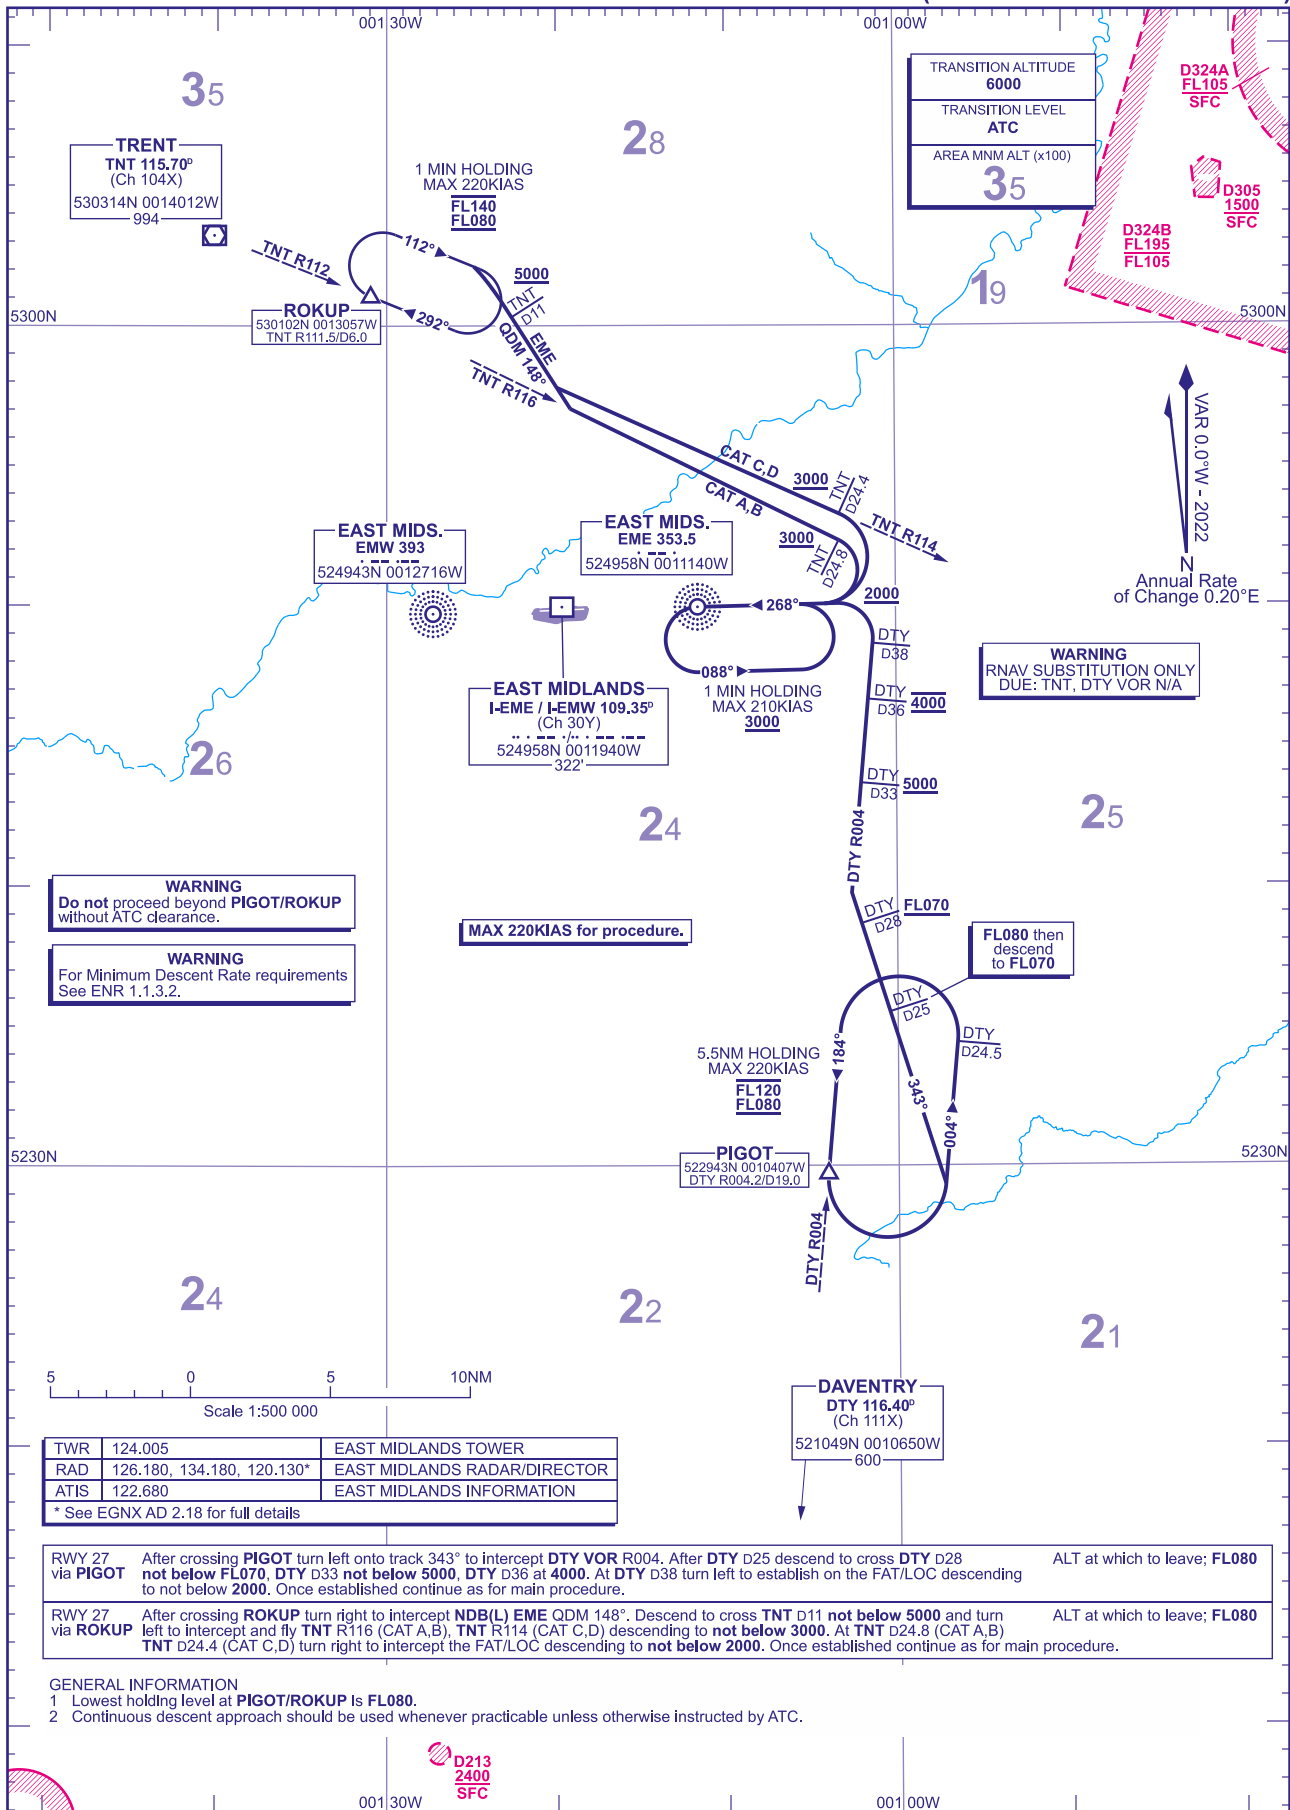 00130W
00100W
TRANSITION ALTITUDE
6000
TRANSITION LEVEL
ATC
AREA MNM ALT (x100)
35
D324A
FL105
SFC
D305
1500
SFC
D324B
FL195
FL105
35
28
19
TRENT
TNT 115.70ᴰ
(Ch 104X)
530314N 0014012W
994
1 MIN HOLDING
MAX 220KIAS
FL140
FL080
TNT R112
112°
292°
ROKUP
530102N 0013057W
TNT R111.5/D6.0
5000
TNT
D11
EME
QDM 148°
TNT R116
5300N
5300N
CAT C,D
CAT A,B
3000
TNT
D24.4
3000
TNT
D24.8
TNT R114
VAR 0.0°W - 2022
N
Annual Rate
of Change 0.20°E
EAST MIDS.
EMW 393
524943N 0012716W
EAST MIDS.
EME 353.5
524958N 0011140W
268°
088°
2000
DTY
D38
1 MIN HOLDING
MAX 210KIAS
3000
DTY
D36
4000
WARNING
RNAV SUBSTITUTION ONLY
DUE: TNT, DTY VOR N/A
EAST MIDLANDS
I-EME / I-EMW 109.35ᴰ
(Ch 30Y)
524958N 0011940W
322'
26
24
25
DTY
D33
5000
DTY R004
WARNING
Do not proceed beyond PIGOT/ROKUP
without ATC clearance.
WARNING
For Minimum Descent Rate requirements
See ENR 1.1.3.2.
MAX 220KIAS for procedure.
DTY
D28
FL070
FL080 then
descend
to FL070
DTY
D25
DTY
D24.5
5.5NM HOLDING
MAX 220KIAS
FL120
FL080
184°
343°
004°
5230N
5230N
PIGOT
522943N 0010407W
DTY R004.2/D19.0
DTY R004
24
22
21
5 0 5 10NM
Scale 1:500 000
DAVENTRY
DTY 116.40ᴰ
(Ch 111X)
521049N 0010650W
600
TWR 124.005 EAST MIDLANDS TOWER
RAD 126.180, 134.180, 120.130* EAST MIDLANDS RADAR/DIRECTOR
ATIS 122.680 EAST MIDLANDS INFORMATION
* See EGNX AD 2.18 for full details
RWY 27 After crossing PIGOT turn left onto track 343° to intercept DTY VOR R004. After DTY D25 descend to cross DTY D28 ALT at which to leave; FL080
via PIGOT not below FL070, DTY D33 not below 5000, DTY D36 at 4000. At DTY D38 turn left to establish on the FAT/LOC descending
to not below 2000. Once established continue as for main procedure.
RWY 27 After crossing ROKUP turn right to intercept NDB(L) EME QDM 148°. Descend to cross TNT D11 not below 5000 and turn ALT at which to leave; FL080
via ROKUP left to intercept and fly TNT R116 (CAT A,B), TNT R114 (CAT C,D) descending to not below 3000. At TNT D24.8 (CAT A,B)
TNT D24.4 (CAT C,D) turn right to intercept the FAT/LOC descending to not below 2000. Once established continue as for main procedure.
GENERAL INFORMATION
1 Lowest holding level at PIGOT/ROKUP Is FL080.
2 Continuous descent approach should be used whenever practicable unless otherwise instructed by ATC.
D213
2400
SFC
00130W
00100W